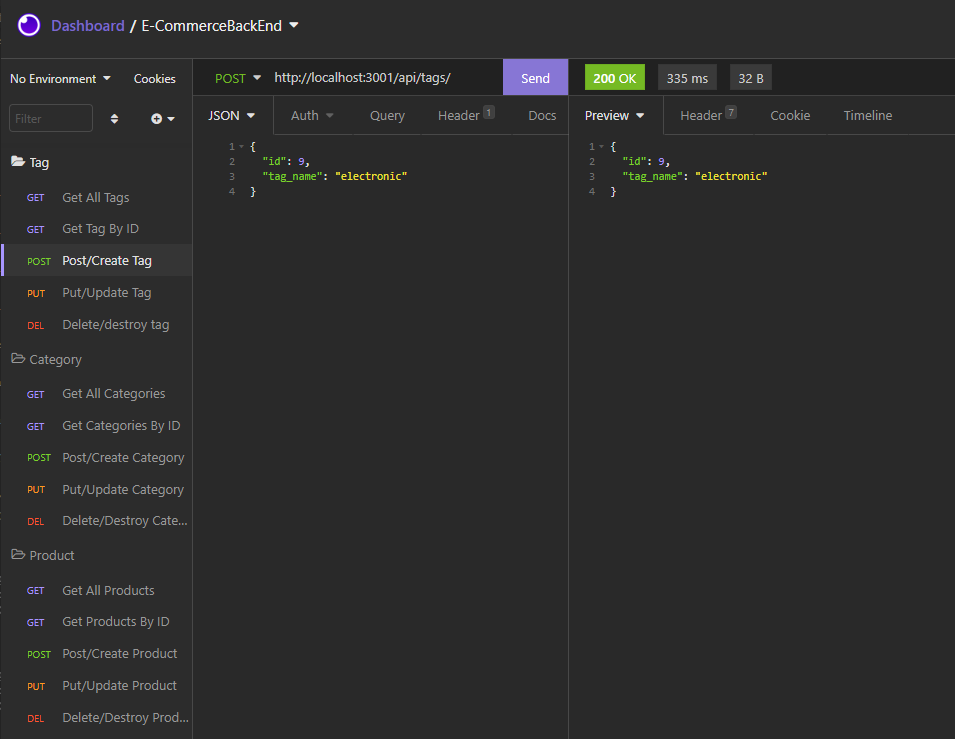 Dashboard / E-CommerceBackEnd
No Environment
Cookies
Filter
Tag
GET Get All Tags
GET Get Tag By ID
POST Post/Create Tag
PUT Put/Update Tag
DEL Delete/destroy tag
Category
GET Get All Categories
GET Get Categories By ID
POST Post/Create Category
PUT Put/Update Category
DEL Delete/Destroy Cate...
Product
GET Get All Products
GET Get Products By ID
POST Post/Create Product
PUT Put/Update Product
DEL Delete/Destroy Prod...
POST http://localhost:3001/api/tags/ Send
JSON Auth Query Header 1 Docs
1 {
2 "id": 9,
3 "tag_name": "electronic"
4 }
200 OK 335 ms 32 B
Preview Header 7 Cookie Timeline
1 {
2 "id": 9,
3 "tag_name": "electronic"
4 }